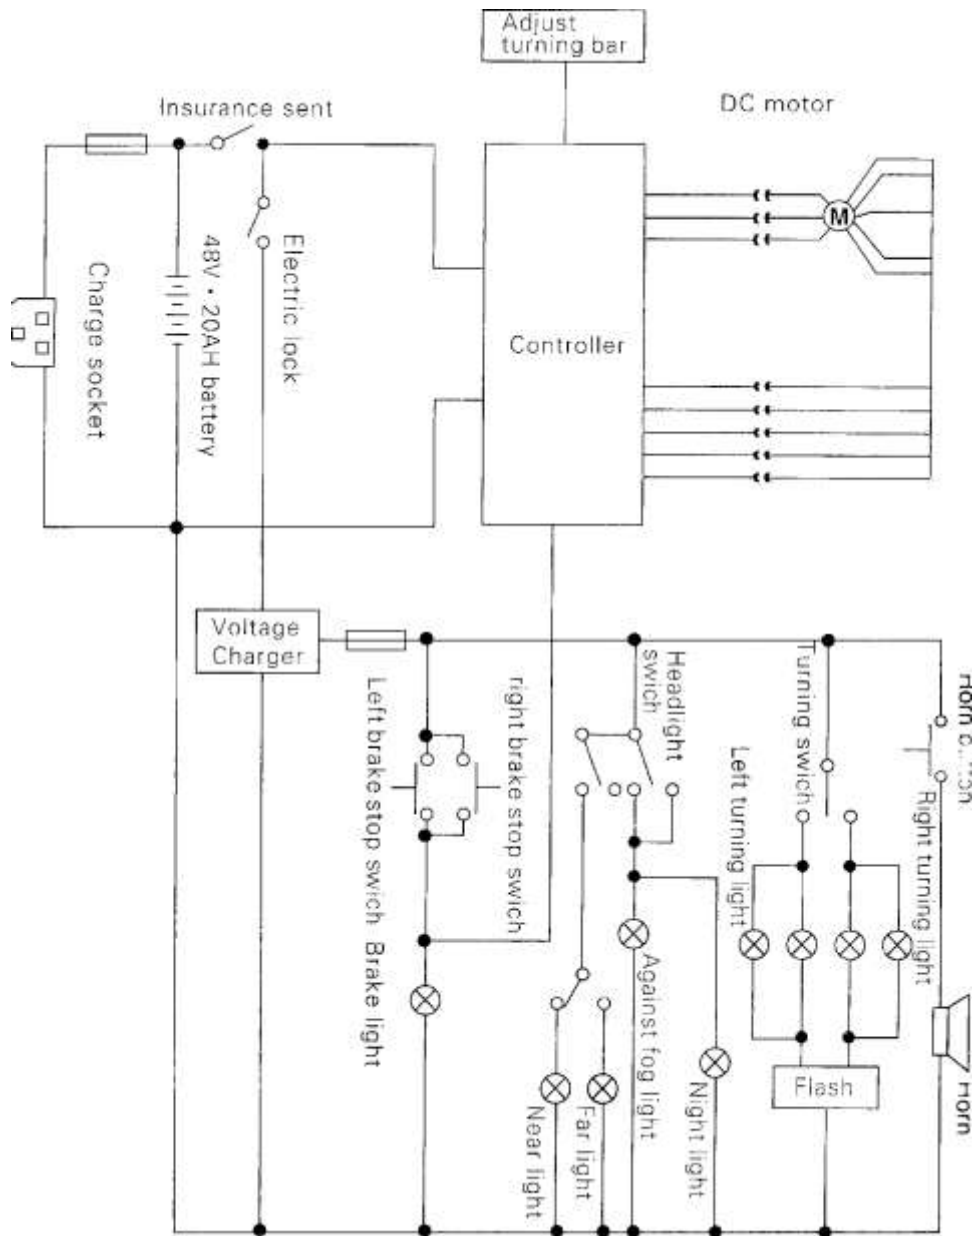 Adjust
turning bar
Insurance sent
DC motor
M
Electric lock
48V · 20AH battery
Charge socket
Controller
Voltage
Charger
Headlight
swich
Turning swich
Horn
right brake stop swich
Left brake stop swich
Brake light
Left turning light
Right turning light
Against fog light
Night light
Far light
Near light
Flash
Horn